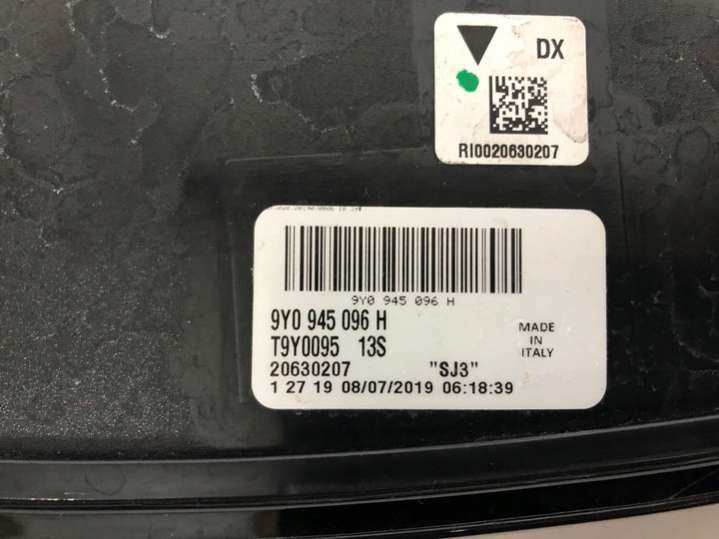 DX
RI0020630207
9Y0 945 096 H
9Y0 945 096 H
T9Y0095 13S
20630207 "SJ3"
1 27 19 08/07/2019 06:18:39
MADE
IN
ITALY